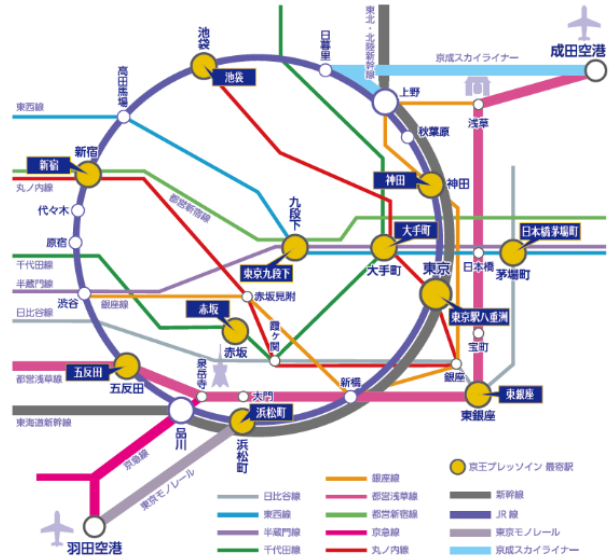 東北・北陸新幹線
成田空港
京成スカイライナー
日暮里
池袋
池袋
上野
浅草
高田馬場
秋葉原
東西線
新宿
新宿
神田
神田
丸ノ内線
都営新宿線
九段下
代々木
大手町
日本橋茅場町
原宿
東京九段下
大手町
東京
日本橋
茅場町
千代田線
半蔵門線
渋谷
銀座線
赤坂見附
日比谷線
赤坂
東京駅八重洲
赤坂
霞ヶ関
宝町
五反田
銀座
都営浅草線
五反田
泉岳寺
大門
新橋
東銀座
東銀座
東海道新幹線
品川
浜松町
浜松町
京急線
東京モノレール
羽田空港
日比谷線
東西線
半蔵門線
千代田線
銀座線
都営浅草線
都営新宿線
京急線
丸ノ内線
京王プレッソイン 最寄駅
新幹線
JR 線
東京モノレール
京成スカイライナー